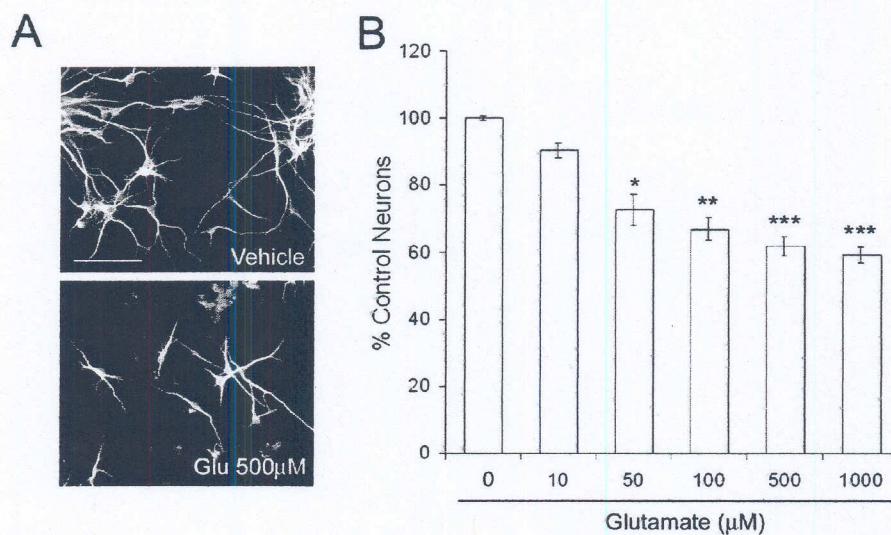 A
Vehicle
Glu 500μM
B
% Control Neurons
120
100
80
60
40
20
0
*
**
***
***
0 10 50 100 500 1000
Glutamate (μM)